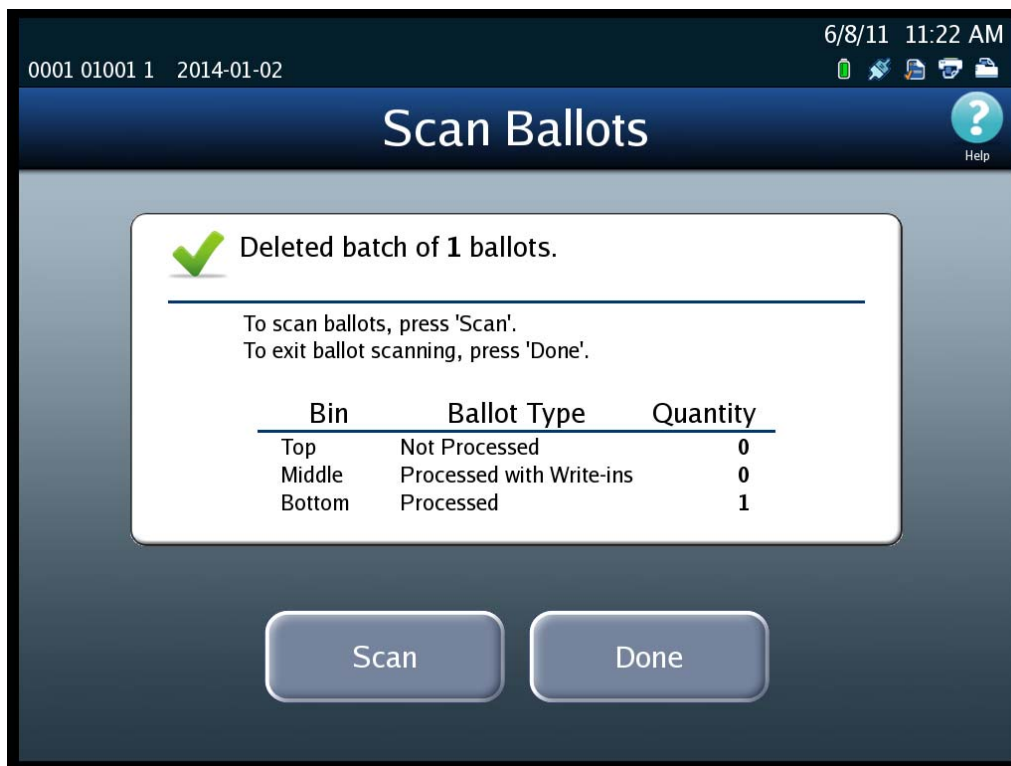 6/8/11 11:22 AM
0001 01001 1 2014-01-02
Scan Ballots
?
Help
Deleted batch of 1 ballots.
To scan ballots, press 'Scan'.
To exit ballot scanning, press 'Done'.
Bin Ballot Type Quantity
Top Not Processed 0
Middle Processed with Write-ins 0
Bottom Processed 1
Scan Done